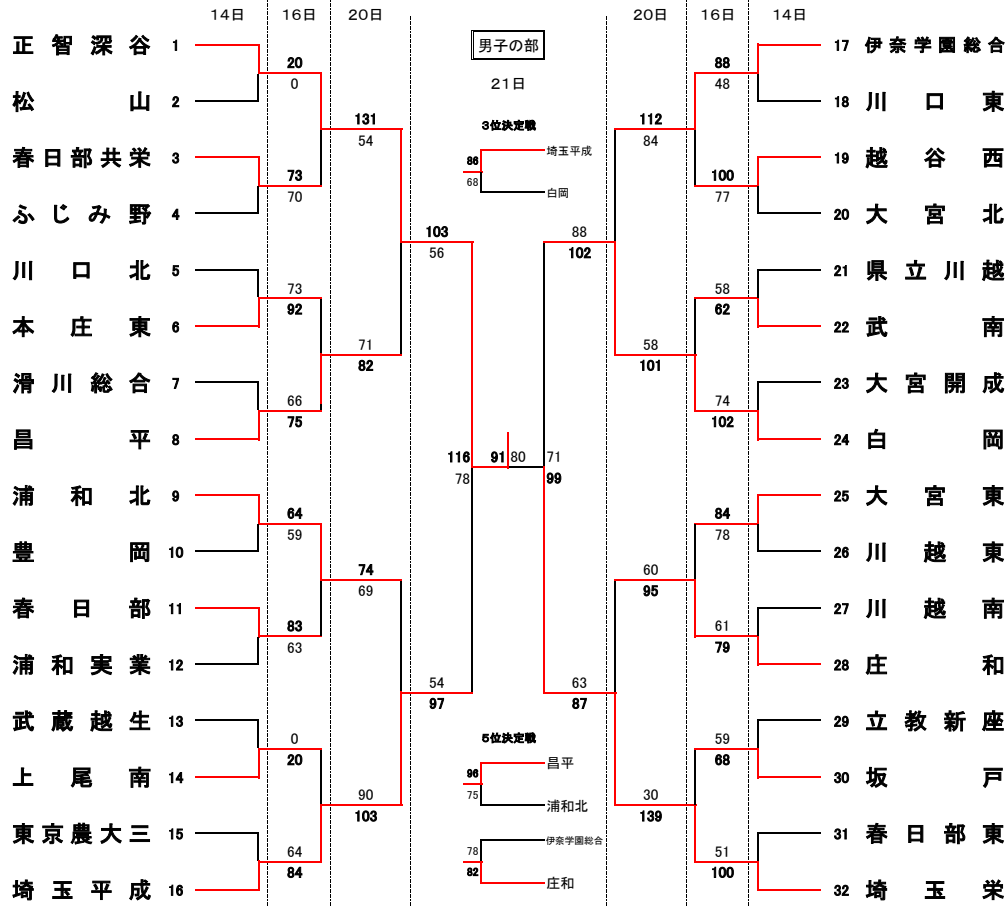 14日 16日 20日 20日 16日 14日
男子の部
21日
正智深谷 1
松山 2
20
0
春日部共栄 3
ふじみ野 4
73
70
131
54
川口北 5
本庄東 6
73
92
滑川総合 7
昌平 8
66
75
71
82
103
56
浦和北 9
豊岡 10
64
59
春日部 11
浦和実業 12
83
63
74
69
武蔵越生 13
上尾南 14
0
20
東京農大三 15
埼玉平成 16
64
84
90
103
54
97
116
78
91 80
71
99
3位決定戦
86
68
埼玉平成
白岡
5位決定戦
96
75
昌平
浦和北
78
82
伊奈学園総合
庄和
17 伊奈学園総合
18 川口東
88
48
19 越谷西
20 大宮北
100
77
112
84
21 県立川越
22 武南
58
62
23 大宮開成
24 白岡
74
102
58
101
88
102
25 大宮東
26 川越東
84
78
27 川越南
28 庄和
61
79
60
95
29 立教新座
30 坂戸
59
68
31 春日部東
32 埼玉栄
51
100
30
139
63
87